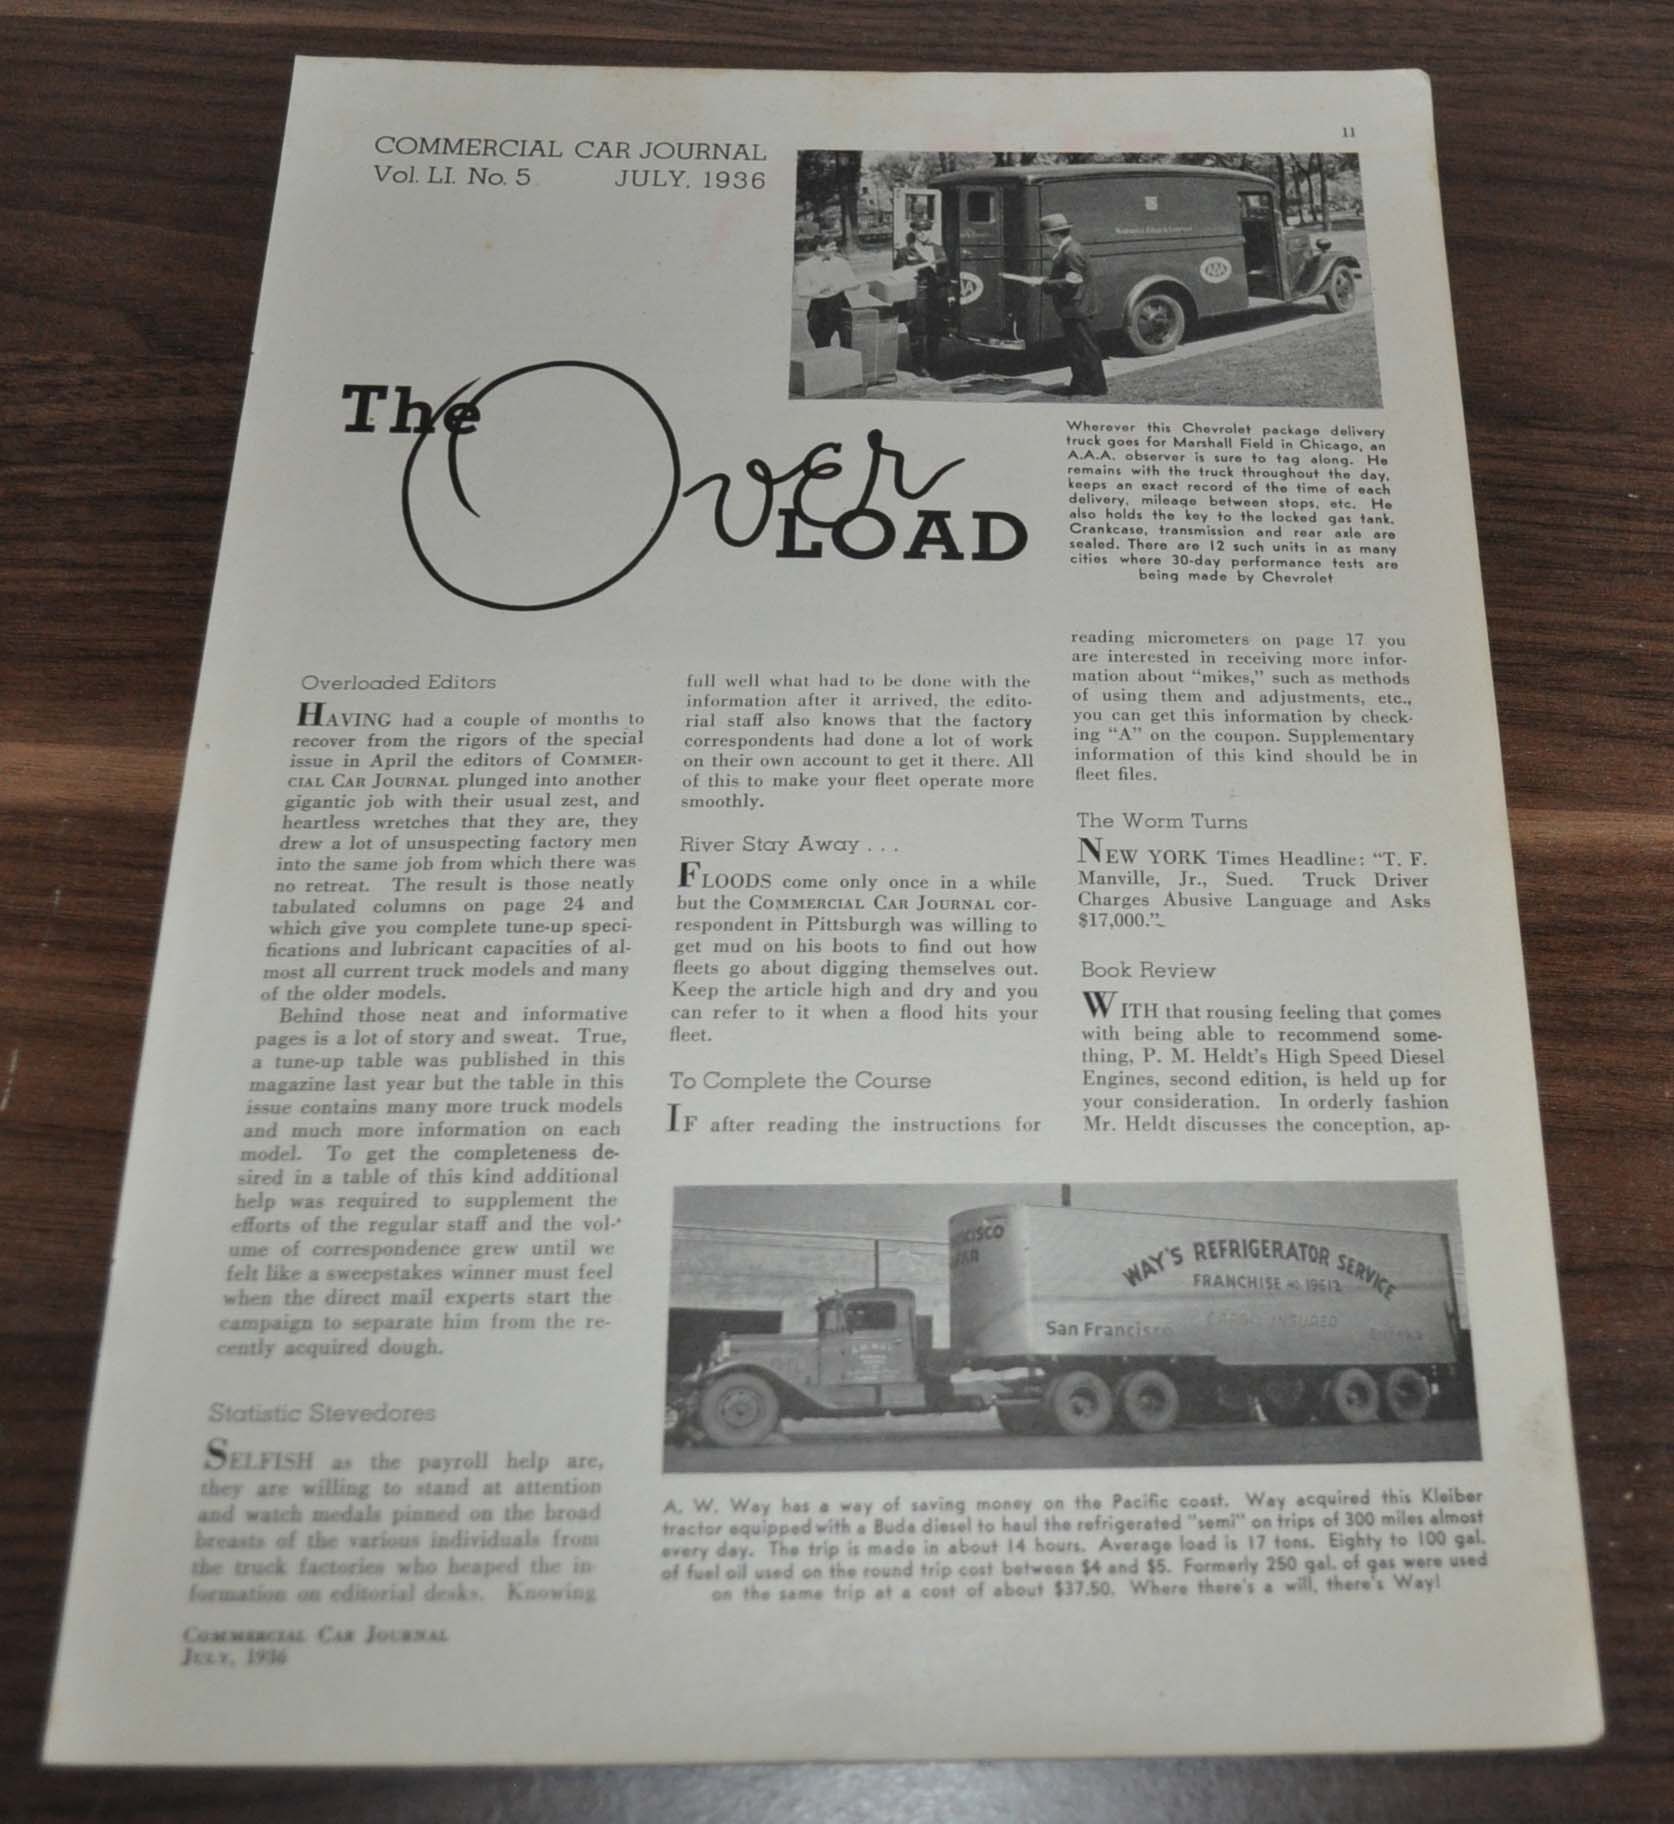 COMMERCIAL CAR JOURNAL
Vol. LI. No. 5 JULY, 1936
11
The Over
LOAD
AAA
Wherever this Chevrolet package delivery
truck goes for Marshall Field in Chicago, an
A.A.A. observer is sure to tag along. He
remains with the truck throughout the day,
keeps an exact record of the time of each
delivery, mileage between stops, etc. He
also holds the key to the locked gas tank.
Crankcase, transmission and rear axle are
sealed. There are 12 such units in as many
cities where 30-day performance tests are
being made by Chevrolet
Overloaded Editors
HAVING had a couple of months to
recover from the rigors of the special
issue in April the editors of COMMER-
CIAL CAR JOURNAL plunged into another
gigantic job with their usual zest, and
heartless wretches that they are, they
drew a lot of unsuspecting factory men
into the same job from which there was
no retreat. The result is those neatly
tabulated columns on page 24 and
which give you complete tune-up speci-
fications and lubricant capacities of al-
most all current truck models and many
of the older models.
Behind those neat and informative
pages is a lot of story and sweat. True,
a tune-up table was published in this
magazine last year but the table in this
issue contains many more truck models
and much more information on each
model. To get the completeness de-
sired in a table of this kind additional
help was required to supplement the
efforts of the regular staff and the vol-
ume of correspondence grew until we
felt like a sweepstakes winner must feel
when the direct mail experts start the
campaign to separate him from the re-
cently acquired dough.
Statistic Stevedores
SELFISH as the payroll help are,
they are willing to stand at attention
and watch medals pinned on the broad
breasts of the various individuals from
the truck factories who heaped the in-
formation on editorial desks. Knowing
full well what had to be done with the
information after it arrived, the edito-
rial staff also knows that the factory
correspondents had done a lot of work
on their own account to get it there. All
of this to make your fleet operate more
smoothly.
River Stay Away . . .
FLOODS come only once in a while
but the COMMERCIAL CAR JOURNAL cor-
respondent in Pittsburgh was willing to
get mud on his boots to find out how
fleets go about digging themselves out.
Keep the article high and dry and you
can refer to it when a flood hits your
fleet.
To Complete the Course
IF after reading the instructions for
reading micrometers on page 17 you
are interested in receiving more infor-
mation about "mikes," such as methods
of using them and adjustments, etc.,
you can get this information by check-
ing "A" on the coupon. Supplementary
information of this kind should be in
fleet files.
The Worm Turns
NEW YORK Times Headline: "T. F.
Manville, Jr., Sued. Truck Driver
Charges Abusive Language and Asks
$17,000."
Book Review
WITH that rousing feeling that comes
with being able to recommend some-
thing, P. M. Heldt's High Speed Diesel
Engines, second edition, is held up for
your consideration. In orderly fashion
Mr. Heldt discusses the conception, ap-
WAY'S REFRIGERATOR SERVICE
FRANCHISE NO. 19612
CARGO INSURED
San Francisco Eureka
A. W. Way has a way of saving money on the Pacific coast. Way acquired this Kleiber
tractor equipped with a Buda diesel to haul the refrigerated "semi" on trips of 300 miles almost
every day. The trip is made in about 14 hours. Average load is 17 tons. Eighty to 100 gal.
of fuel oil used on the round trip cost between $4 and $5. Formerly 250 gal. of gas were used
on the same trip at a cost of about $37.50. Where there's a will, there's Way!
COMMERCIAL CAR JOURNAL
JULY, 1936